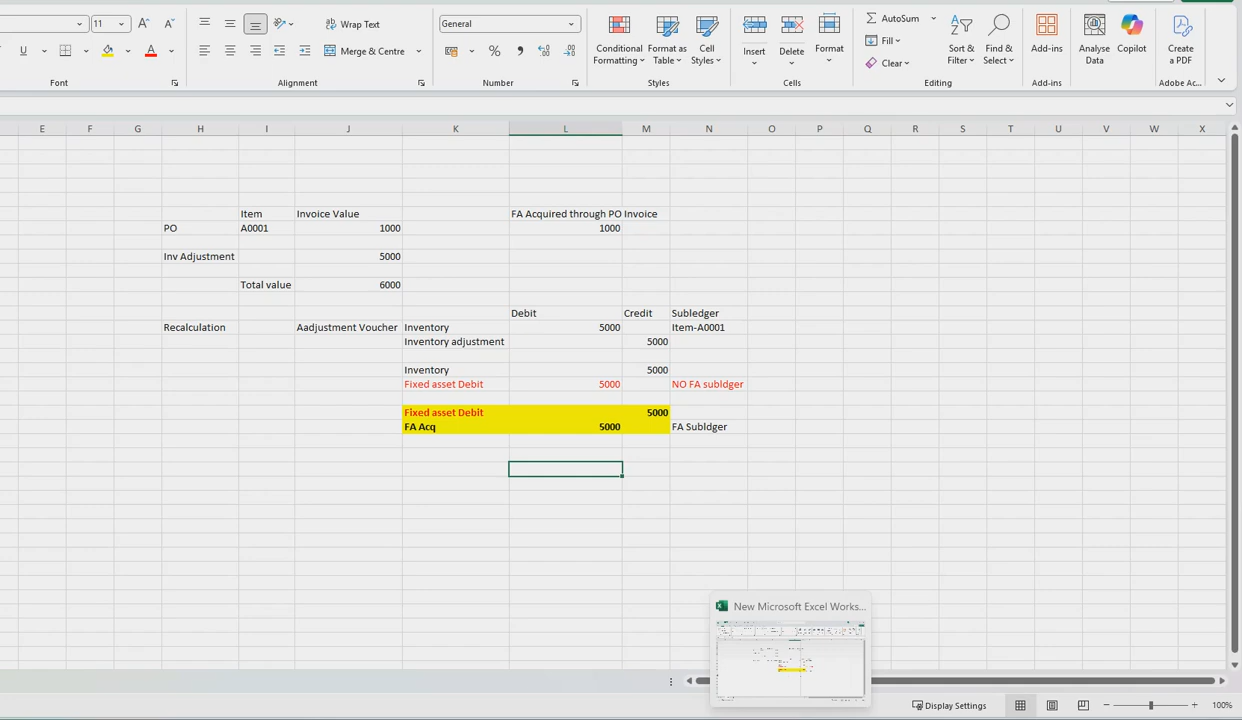 11
Wrap Text
General
Merge & Centre
Conditional Formatting
Format as Table
Cell Styles
Insert
Delete
Format
AutoSum
Fill
Clear
Sort & Filter
Find & Select
Add-ins
Analyse Data
Copilot
Create a PDF
Font
Alignment
Number
Styles
Cells
Editing
Add-ins
Adobe Ac...
E F G H I J K L M N O P Q R S T U V W X
Item Invoice Value FA Acquired through PO Invoice
PO A0001 1000 1000
Inv Adjustment 5000
Total value 6000
Debit Credit Subledger
Recalculation Aadjustment Voucher Inventory 5000 Item-A0001
Inventory adjustment 5000
Inventory 5000
Fixed asset Debit 5000 NO FA subldger
Fixed asset Debit 5000
FA Acq 5000 FA Subldger
New Microsoft Excel Works...
Display Settings
100%